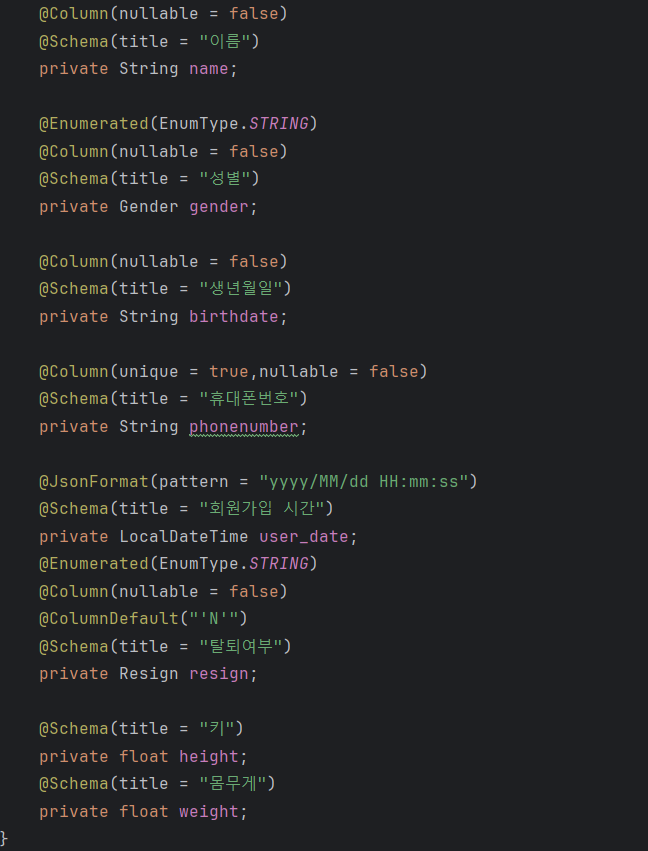 @Column(nullable = false)
@Schema(title = "이름")
private String name;
@Enumerated(EnumType.STRING)
@Column(nullable = false)
@Schema(title = "성별")
private Gender gender;
@Column(nullable = false)
@Schema(title = "생년월일")
private String birthdate;
@Column(unique = true,nullable = false)
@Schema(title = "휴대폰번호")
private String phonenumber;
@JsonFormat(pattern = "yyyy/MM/dd HH:mm:ss")
@Schema(title = "회원가입 시간")
private LocalDateTime user_date;
@Enumerated(EnumType.STRING)
@Column(nullable = false)
@ColumnDefault("'N'")
@Schema(title = "탈퇴여부")
private Resign resign;
@Schema(title = "키")
private float height;
@Schema(title = "몸무게")
private float weight;
}